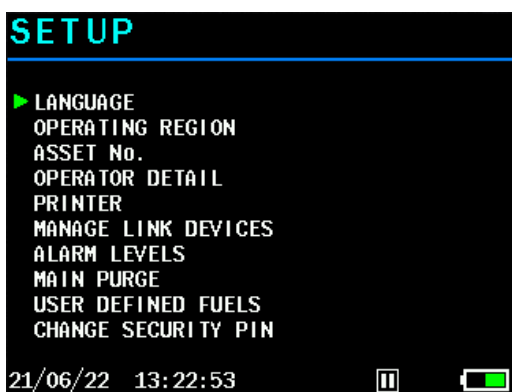 SETUP
LANGUAGE
OPERATING REGION
ASSET No.
OPERATOR DETAIL
PRINTER
MANAGE LINK DEVICES
ALARM LEVELS
MAIN PURGE
USER DEFINED FUELS
CHANGE SECURITY PIN
21/06/22 13:22:53